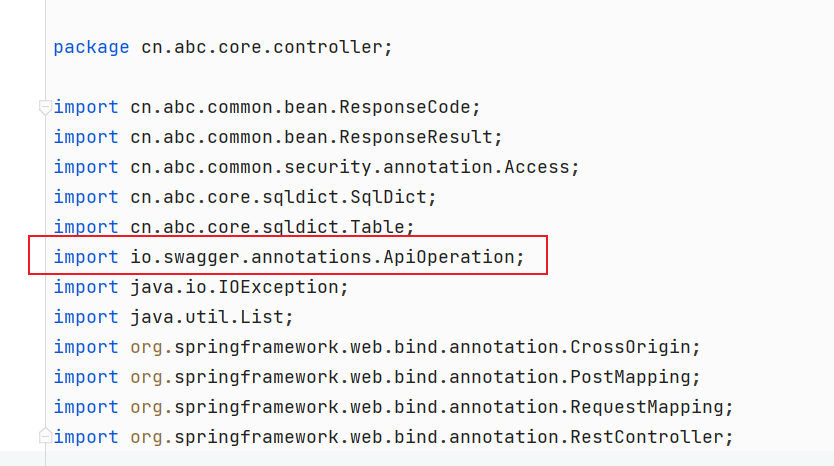 package cn.abc.core.controller;
import cn.abc.common.bean.ResponseCode;
import cn.abc.common.bean.ResponseResult;
import cn.abc.common.security.annotation.Access;
import cn.abc.core.sqldict.SqlDict;
import cn.abc.core.sqldict.Table;
import io.swagger.annotations.ApiOperation;
import java.io.IOException;
import java.util.List;
import org.springframework.web.bind.annotation.CrossOrigin;
import org.springframework.web.bind.annotation.PostMapping;
import org.springframework.web.bind.annotation.RequestMapping;
import org.springframework.web.bind.annotation.RestController;